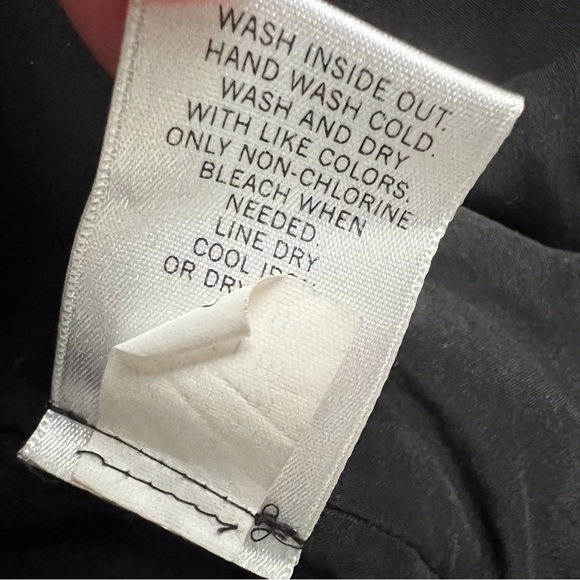 WASH INSIDE OUT.
HAND WASH COLD.
WASH AND DRY
WITH LIKE COLORS.
ONLY NON-CHLORINE
BLEACH WHEN
NEEDED.
LINE DRY
COOL
OR